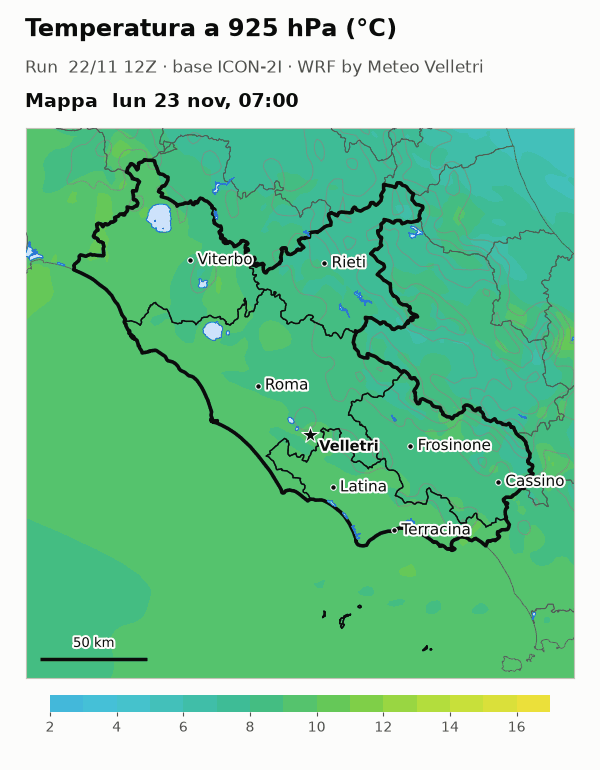 Temperatura a 925 hPa (°C)
Run  22/11 12Z · base ICON-2I · WRF by Meteo Velletri
Mappa  lun 23 nov, 07:00
Viterbo
Rieti
Roma
Velletri
Frosinone
Latina
Cassino
Terracina
50 km
2 4 6 8 10 12 14 16